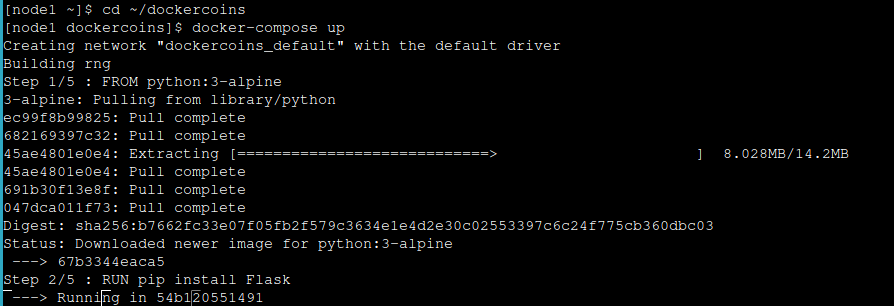 [node1 ~]$ cd ~/dockercoins
[node1 dockercoins]$ docker-compose up
Creating network "dockercoins_default" with the default driver
Building rng
Step 1/5 : FROM python:3-alpine
3-alpine: Pulling from library/python
ec99f8b99825: Pull complete
682169397c32: Pull complete
45ae4801e0e4: Extracting [============================>                      ]  8.028MB/14.2MB
45ae4801e0e4: Pull complete
691b30f13e8f: Pull complete
047dca011f73: Pull complete
Digest: sha256:b7662fc33e07f05fb2f579c3634e1e4d2e30c02553397c6c24f775cb360dbc03
Status: Downloaded newer image for python:3-alpine
 ---> 67b3344eaca5
Step 2/5 : RUN pip install Flask
 ---> Running in 54b120551491